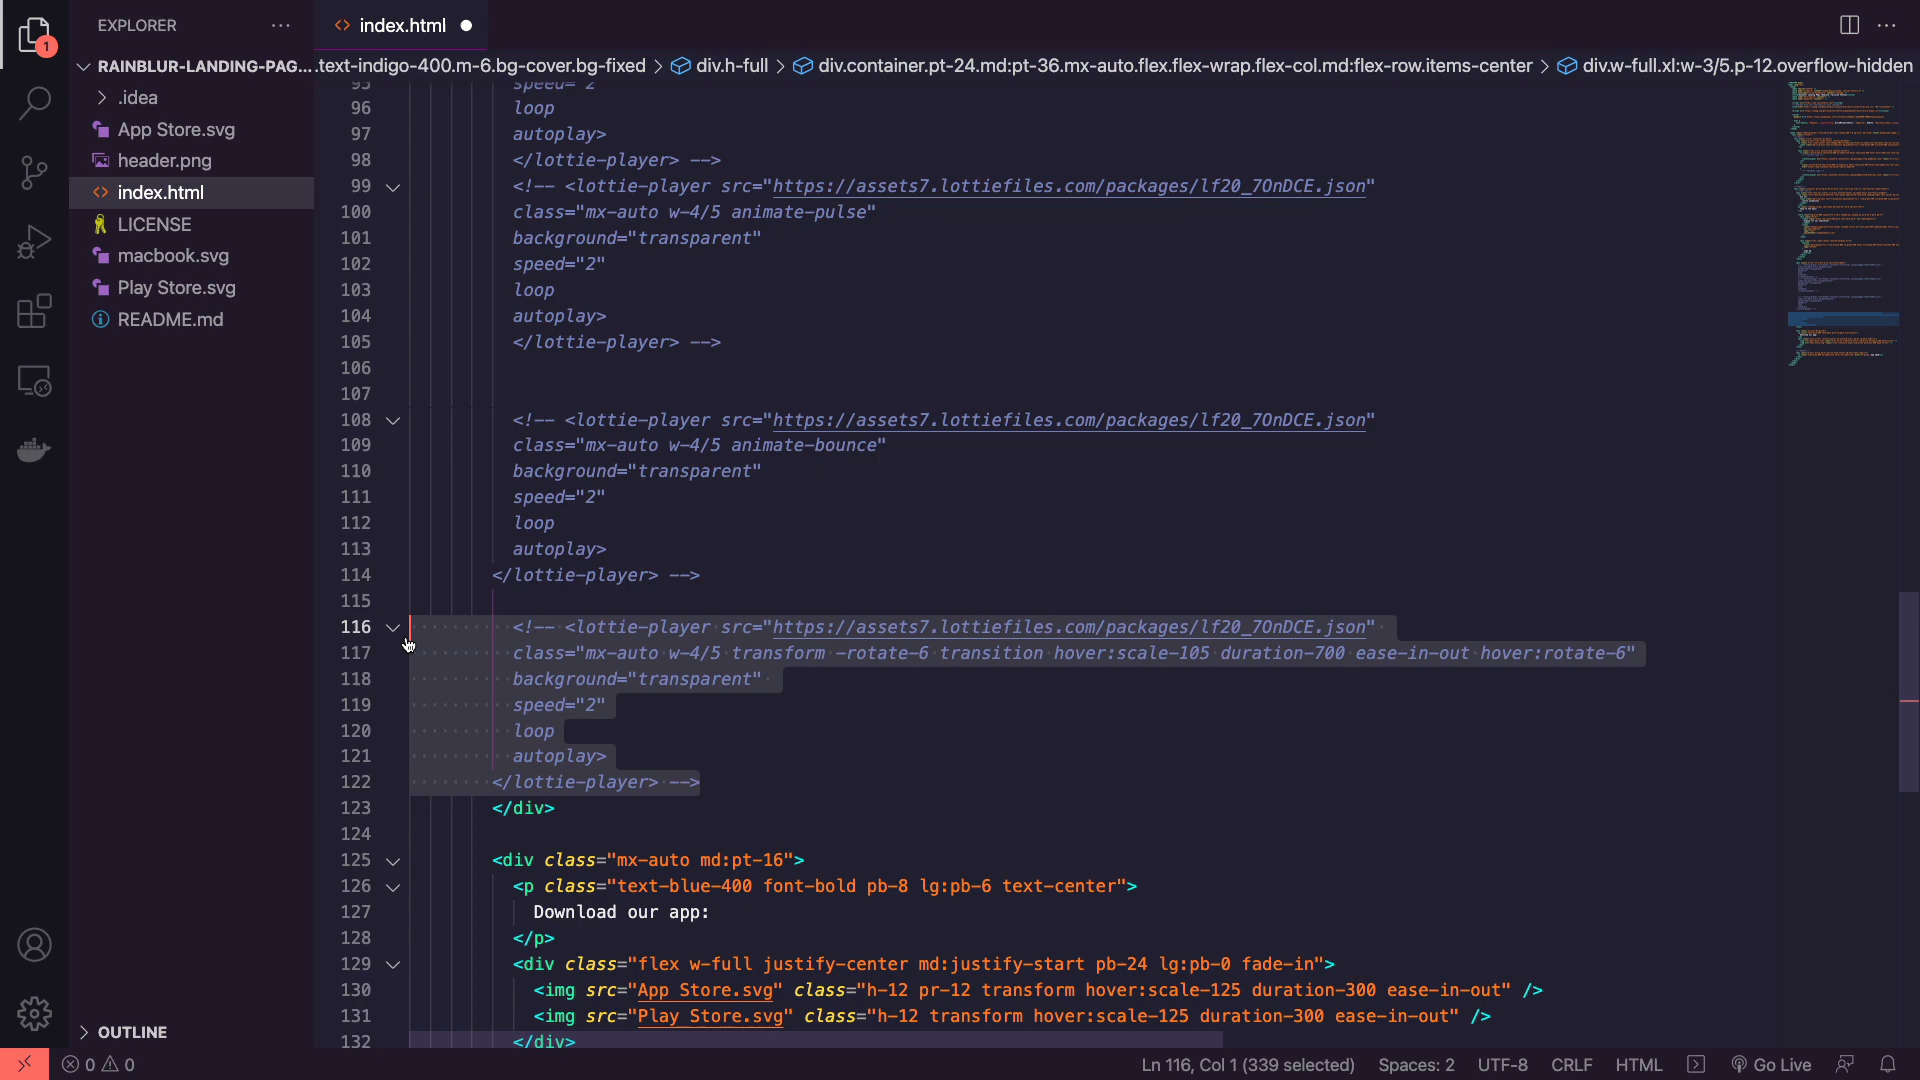 EXPLORER
index.html
RAINBLUR-LANDING-PAG...
.text-indigo-400.m-6.bg-cover.bg-fixed > div.h-full > div.container.pt-24.md:pt-36.mx-auto.flex.flex-wrap.flex-col.md:flex-row.items-center > div.w-full.xl:w-3/5.p-12.overflow-hidden
1
.idea
App Store.svg
header.png
index.html
LICENSE
macbook.svg
Play Store.svg
README.md
OUTLINE
95 speed="2"
96 loop
97 autoplay>
98 </lottie-player> -->
99 <!-- <lottie-player src="https://assets7.lottiefiles.com/packages/lf20_7OnDCE.json"
100 class="mx-auto w-4/5 animate-pulse"
101 background="transparent"
102 speed="2"
103 loop
104 autoplay>
105 </lottie-player> -->
106
107
108 <!-- <lottie-player src="https://assets7.lottiefiles.com/packages/lf20_7OnDCE.json"
109 class="mx-auto w-4/5 animate-bounce"
110 background="transparent"
111 speed="2"
112 loop
113 autoplay>
114 </lottie-player> -->
115
116 <!-- <lottie-player src="https://assets7.lottiefiles.com/packages/lf20_7OnDCE.json"
117 class="mx-auto w-4/5 transform -rotate-6 transition hover:scale-105 duration-700 ease-in-out hover:rotate-6"
118 background="transparent"
119 speed="2"
120 loop
121 autoplay>
122 </lottie-player> -->
123 </div>
124
125 <div class="mx-auto md:pt-16">
126 <p class="text-blue-400 font-bold pb-8 lg:pb-6 text-center">
127 Download our app:
128 </p>
129 <div class="flex w-full justify-center md:justify-start pb-24 lg:pb-0 fade-in">
130 <img src="App Store.svg" class="h-12 pr-12 transform hover:scale-125 duration-300 ease-in-out" />
131 <img src="Play Store.svg" class="h-12 transform hover:scale-125 duration-300 ease-in-out" />
132 </div>
0 0
Ln 116, Col 1 (339 selected)
Spaces: 2
UTF-8
CRLF
HTML
Go Live